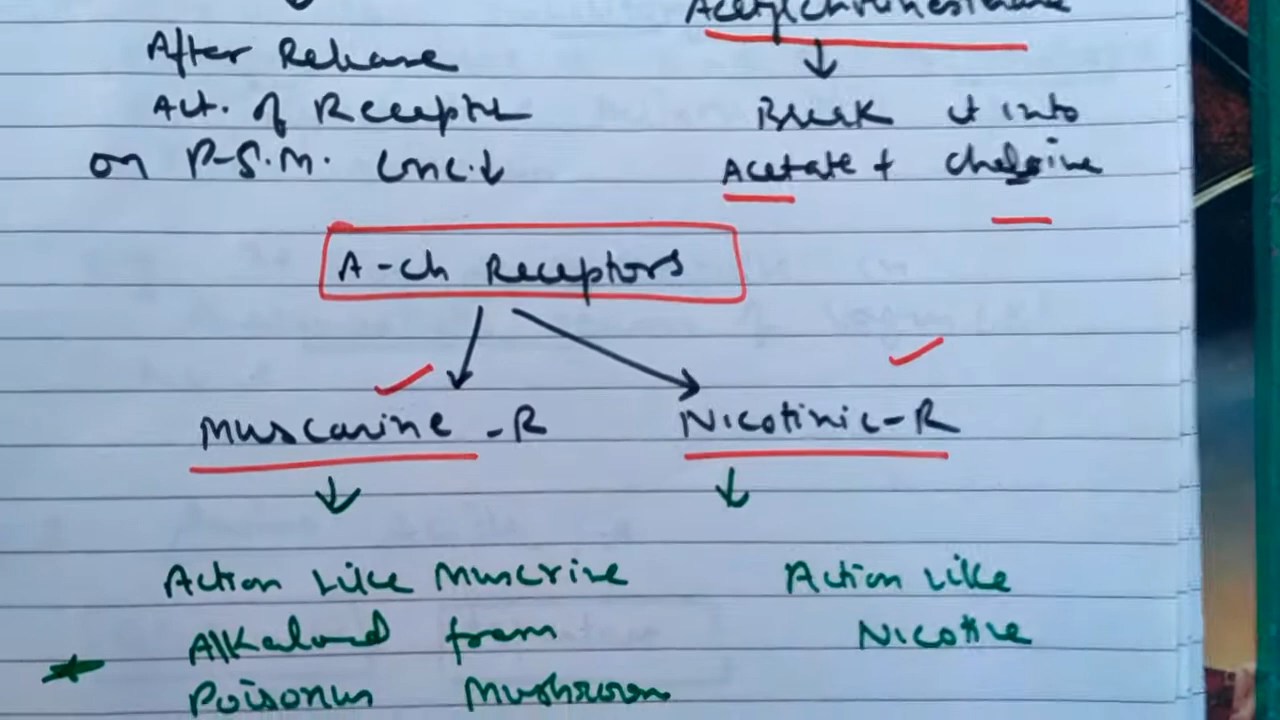 After Release
Act. of Receptor
on P-S.M. Conc.↓
Acetylcholinesterase
↓
Break it into
Acetate + Choline
A-ch Receptors
Muscarine -R
Nicotinic-R
↓
↓
Action Like Muscrine
Alkaloid from
Poisonus Mushroom
Action Like
Nicotine